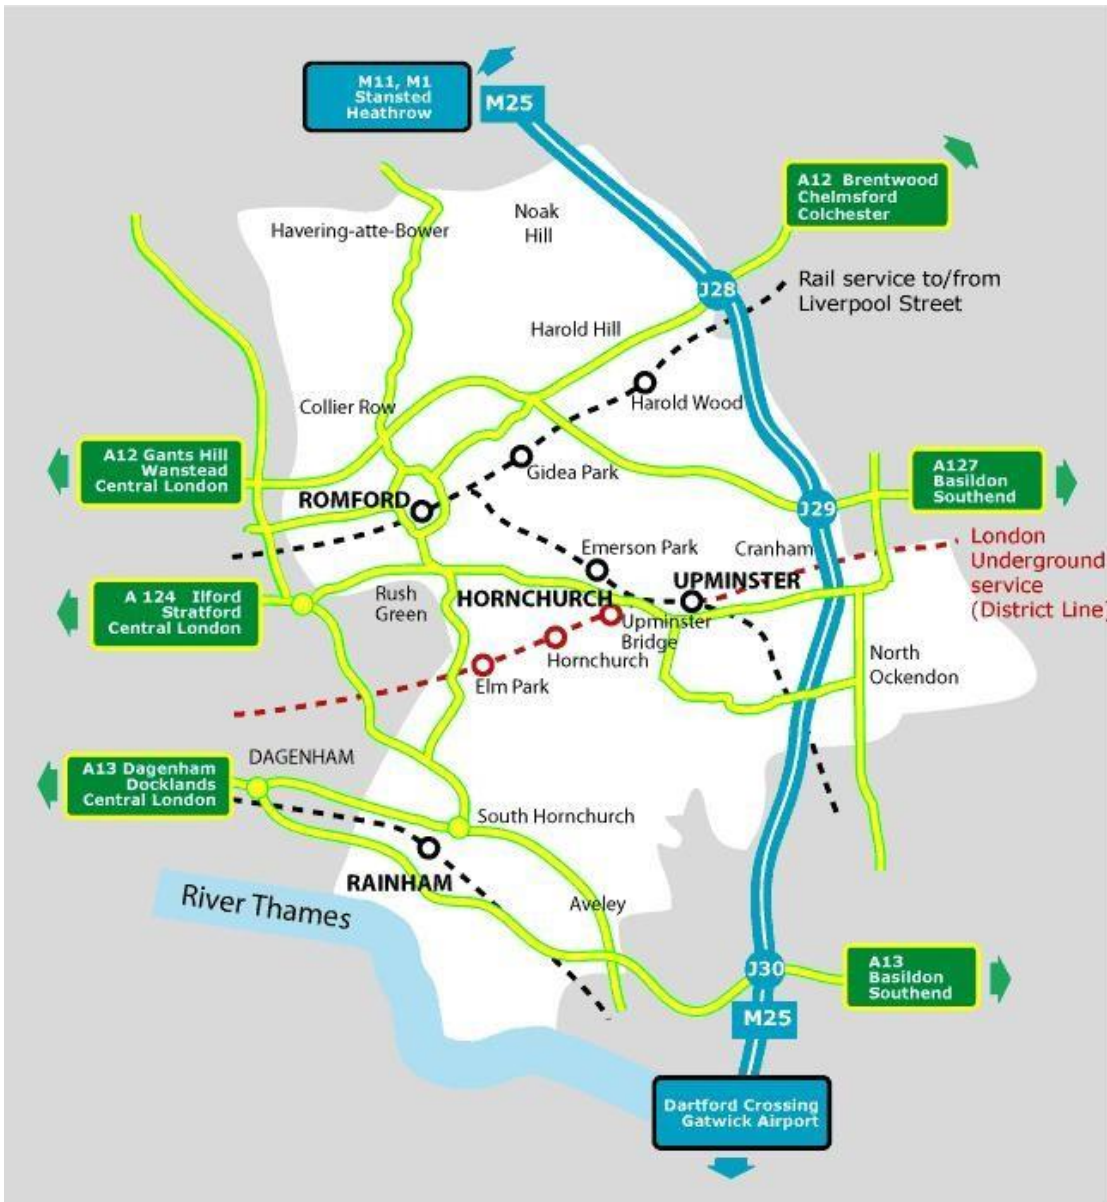 M11, M1
Stansted
Heathrow
M25
A12 Brentwood
Chelmsford
Colchester
Noak
Hill
Havering-atte-Bower
J28
Rail service to/from
Liverpool Street
Harold Hill
Harold Wood
Collier Row
A12 Gants Hill
Wanstead
Central London
Gidea Park
ROMFORD
A127
Basildon
Southend
J29
Emerson Park
Cranham
London
Underground
service
(District Line)
UPMINSTER
A 124 Ilford
Stratford
Central London
Rush
Green
HORNCHURCH
Upminster
Bridge
Hornchurch
Elm Park
North
Ockendon
DAGENHAM
A13 Dagenham
Docklands
Central London
South Hornchurch
RAINHAM
River Thames
Aveley
J30
A13
Basildon
Southend
M25
Dartford Crossing
Gatwick Airport